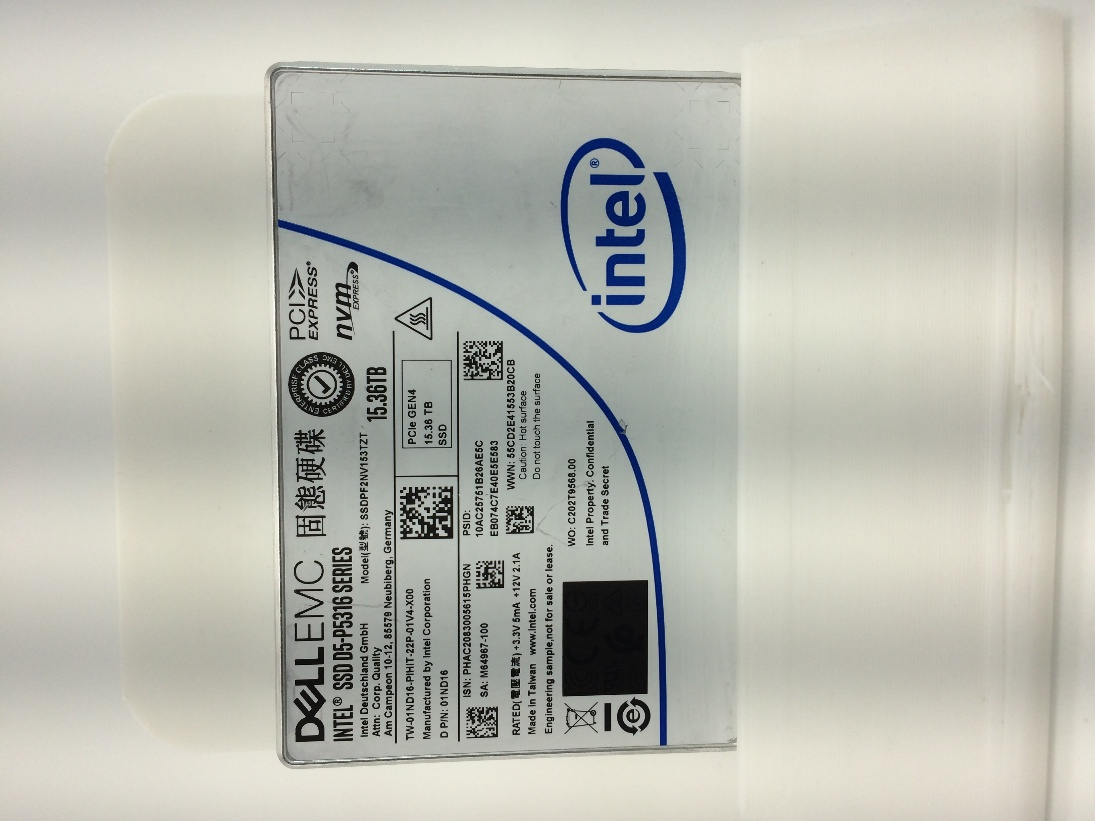 DELL EMC 固態硬碟
ENTERPRISE CLASS
PCI EXPRESS®
INTEL® SSD D5-P5316 SERIES
nvm EXPRESS®
Intel Deutschland GmbH
Model(型號): SSDPF2NV153TZT
15.36TB
Attn: Corp. Quality
Am Campeon 10-12, 85579 Neubiberg, Germany
TW-01ND16-PIHIT-22P-01V4-X00
Manufactured by Intel Corporation
D P/N: 01ND16
PCIe GEN4
15.36 TB
SSD
ISN: PHAC2083005615PHGN
SA: M64967-100
PSID:
10AC25751B26AE5C
EB074C7E40E5E583
WWN: 55CD2E41553B20CB
RATED(電壓電流) +3.3V 5mA +12V 2.1A
Caution: Hot surface
Made in Taiwan www.intel.com
Do not touch the surface
Engineering sample,not for sale or lease.
WO: C202T9568.00
Intel Property. Confidential
and Trade Secret
intel®